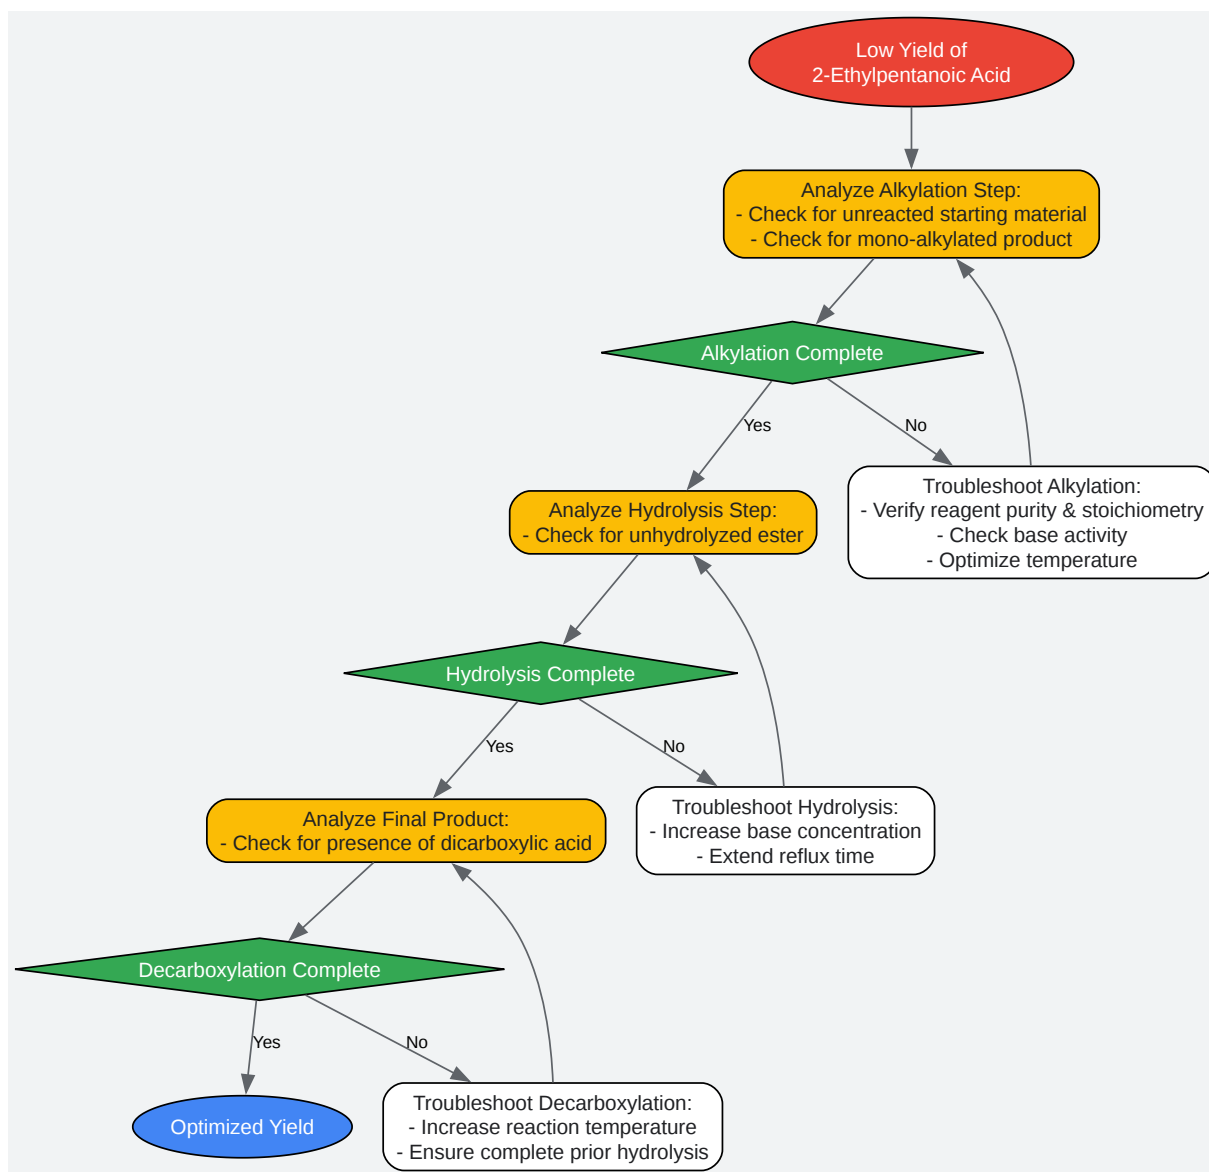 Low Yield of
2-Ethylpentanoic Acid
Analyze Alkylation Step:
- Check for unreacted starting material
- Check for mono-alkylated product
Alkylation Complete
Yes
No
Troubleshoot Alkylation:
- Verify reagent purity & stoichiometry
- Check base activity
- Optimize temperature
Analyze Hydrolysis Step:
- Check for unhydrolyzed ester
Hydrolysis Complete
Yes
No
Troubleshoot Hydrolysis:
- Increase base concentration
- Extend reflux time
Analyze Final Product:
- Check for presence of dicarboxylic acid
Decarboxylation Complete
Yes
No
Optimized Yield
Troubleshoot Decarboxylation:
- Increase reaction temperature
- Ensure complete prior hydrolysis